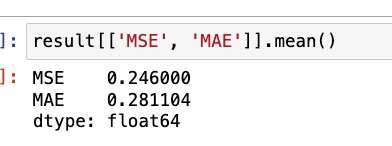 ]: result[['MSE', 'MAE']].mean()
]: MSE 0.246000
MAE 0.281104
dtype: float64